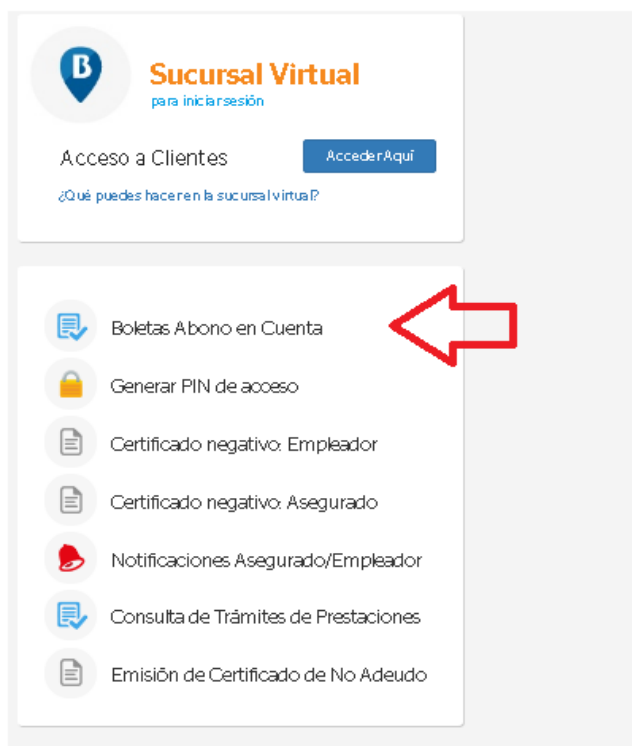 B
Sucursal Virtual
para iniciar sesión
Acceso a Clientes
Acceder Aquí
¿Qué puedes hacer en la sucursal virtual?
Boletas Abono en Cuenta
Generar PIN de acceso
Certificado negativo: Empleador
Certificado negativo: Asegurado
Notificaciones Asegurado/Empleador
Consulta de Trámites de Prestaciones
Emisión de Certificado de No Adeudo